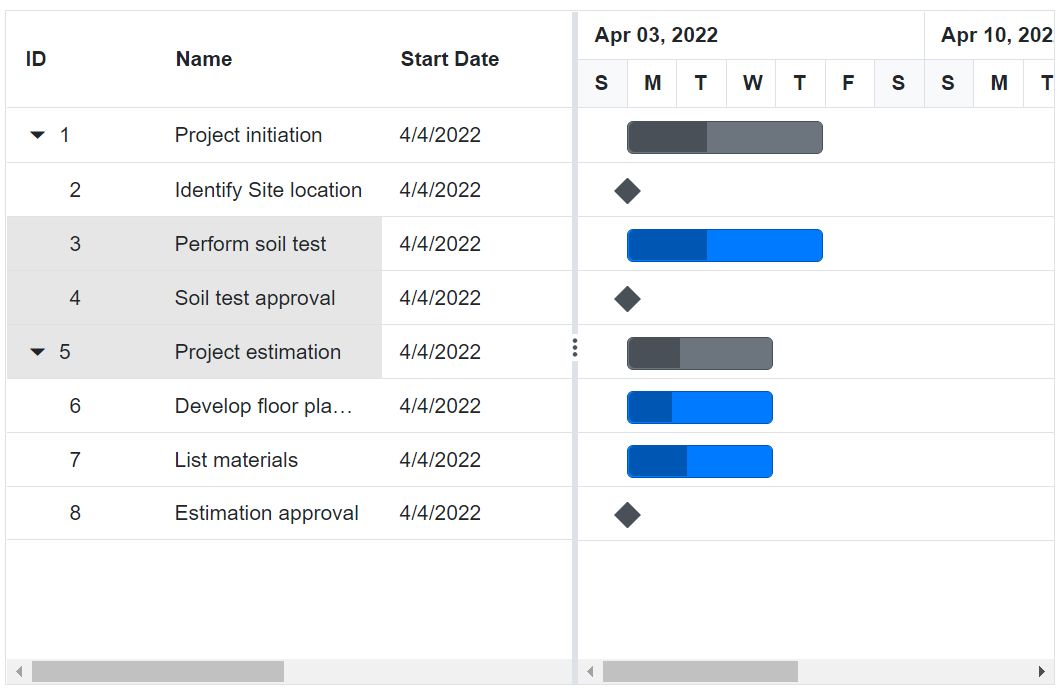 ID Name Start Date
Apr 03, 2022 Apr 10, 202
S M T W T F S S M T
1 Project initiation 4/4/2022
2 Identify Site location 4/4/2022
3 Perform soil test 4/4/2022
4 Soil test approval 4/4/2022
5 Project estimation 4/4/2022
6 Develop floor pla… 4/4/2022
7 List materials 4/4/2022
8 Estimation approval 4/4/2022